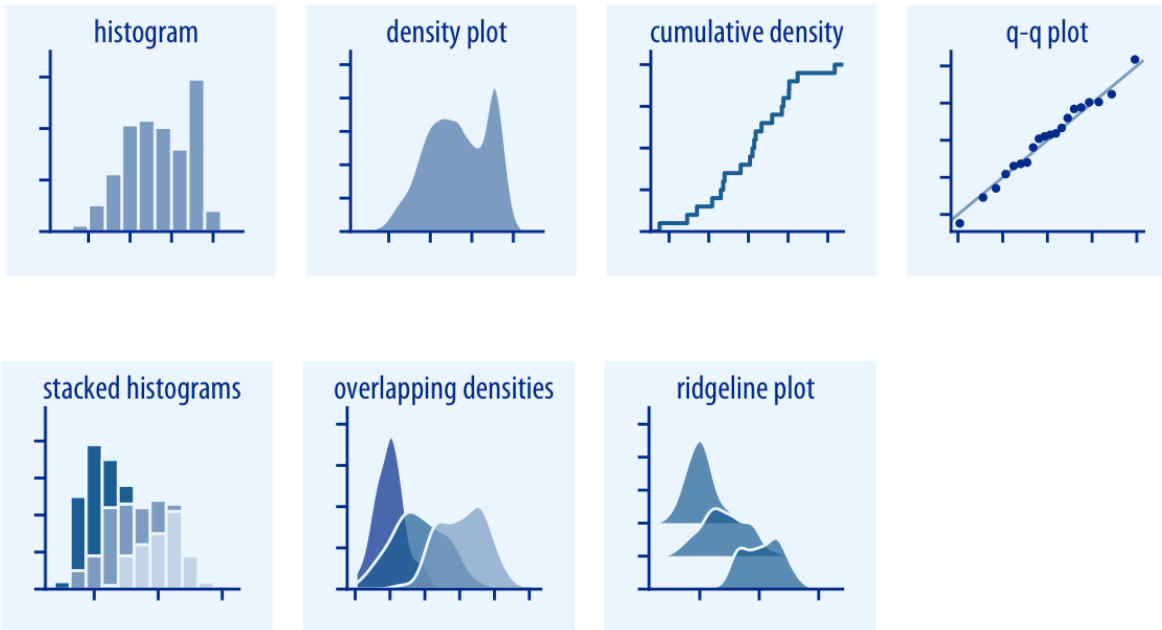 histogram
density plot
cumulative density
q-q plot
stacked histograms
overlapping densities
ridgeline plot